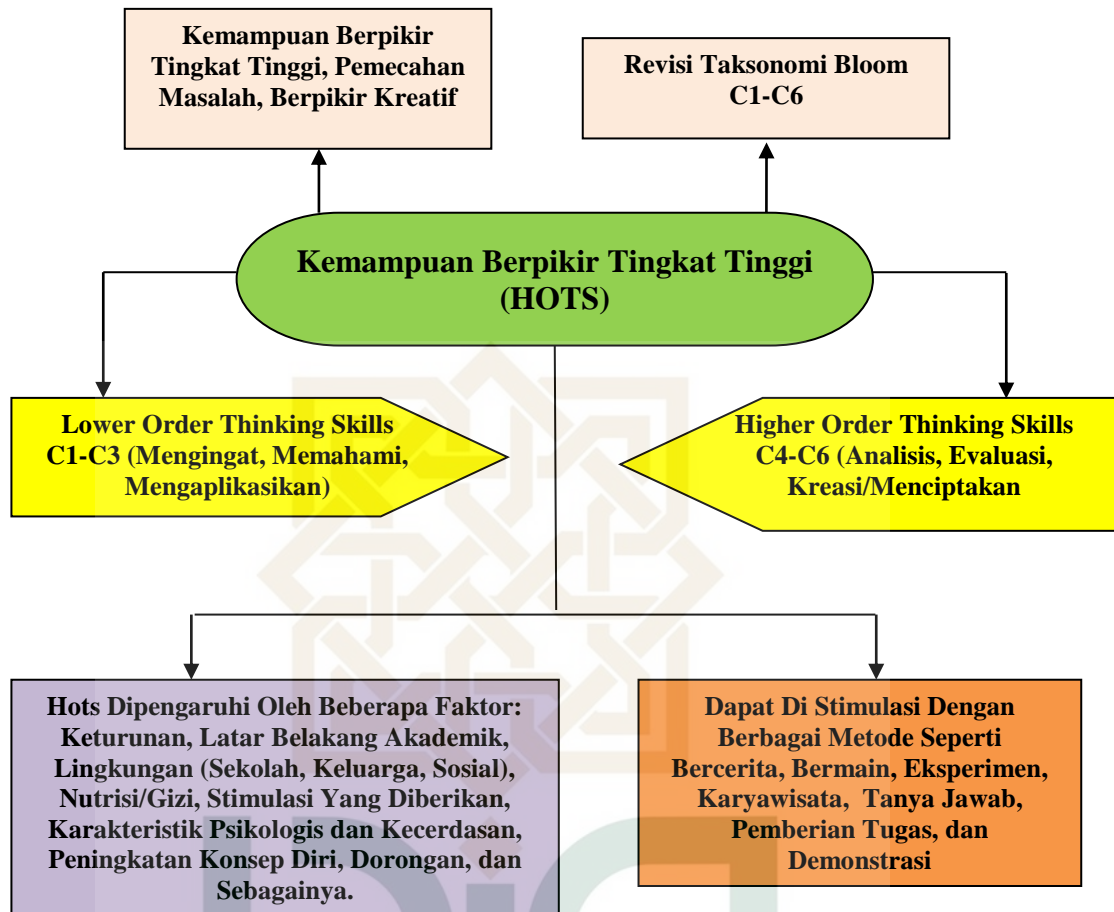 Kemampuan Berpikir
Tingkat Tinggi, Pemecahan
Masalah, Berpikir Kreatif
Revisi Taksonomi Bloom
C1-C6
Kemampuan Berpikir Tingkat Tinggi
(HOTS)
Lower Order Thinking Skills
C1-C3 (Mengingat, Memahami,
Mengaplikasikan)
Higher Order Thinking Skills
C4-C6 (Analisis, Evaluasi,
Kreasi/Menciptakan
Hots Dipengaruhi Oleh Beberapa Faktor:
Keturunan, Latar Belakang Akademik,
Lingkungan (Sekolah, Keluarga, Sosial),
Nutrisi/Gizi, Stimulasi Yang Diberikan,
Karakteristik Psikologis dan Kecerdasan,
Peningkatan Konsep Diri, Dorongan, dan
Sebagainya.
Dapat Di Stimulasi Dengan
Berbagai Metode Seperti
Bercerita, Bermain, Eksperimen,
Karyawisata, Tanya Jawab,
Pemberian Tugas, dan
Demonstrasi